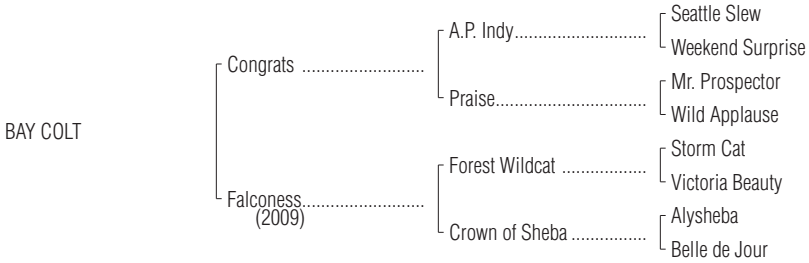 Seattle Slew
A.P. Indy..............................
Weekend Surprise
Congrats ...........................
Mr. Prospector
Praise..................................
Wild Applause
BAY COLT
Storm Cat
Forest Wildcat ...................
Victoria Beauty
Falconess...........................
(2009)
Alysheba
Crown of Sheba .................
Belle de Jour